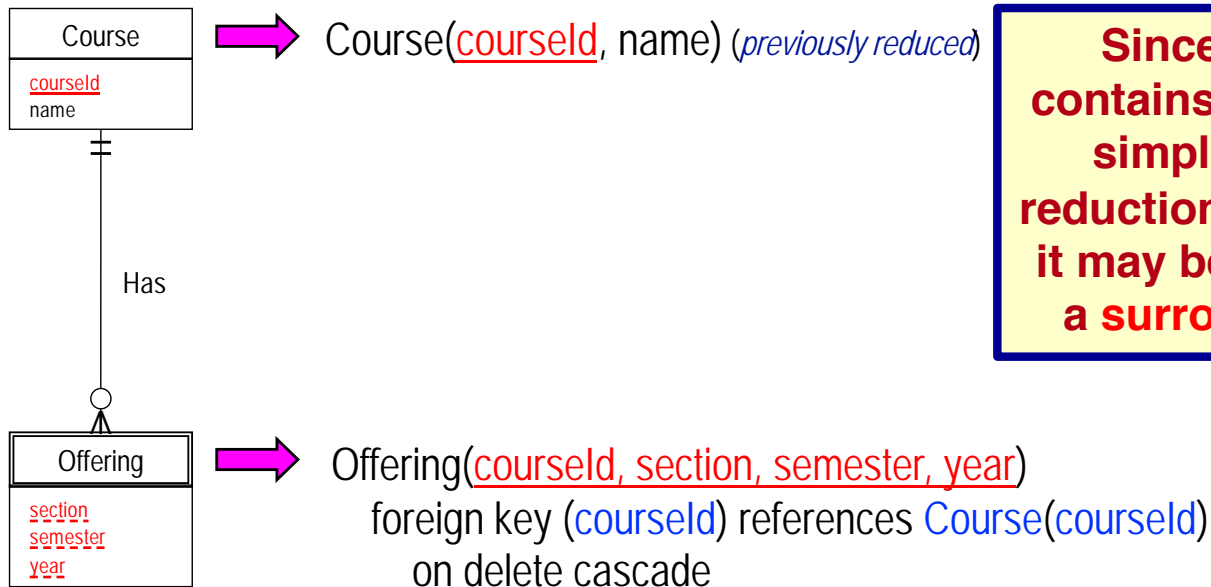 Course
courseId
name
Course(courseId, name) (previously reduced)
Since
contains
simpl
reduction
it may b
a surro
Has
Offering
section
semester
year
Offering(courseId, section, semester, year)
foreign key (courseId) references Course(courseId)
on delete cascade